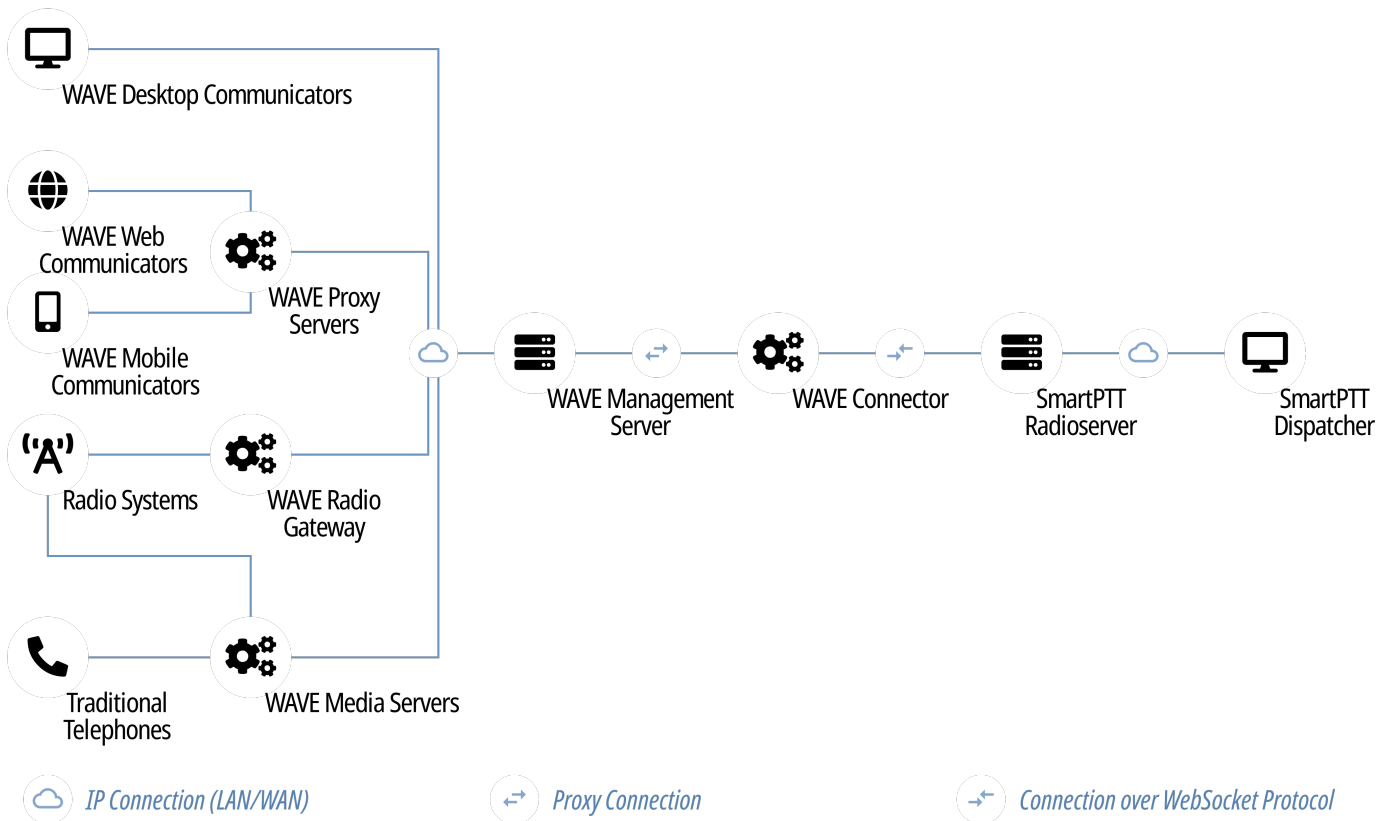 WAVE Desktop Communicators
WAVE Web
Communicators
WAVE Proxy
Servers
WAVE Mobile
Communicators
WAVE Management
Server
WAVE Connector
SmartPTT
Radioserver
SmartPTT
Dispatcher
Radio Systems
WAVE Radio
Gateway
Traditional
Telephones
WAVE Media Servers
IP Connection (LAN/WAN)
Proxy Connection
Connection over WebSocket Protocol